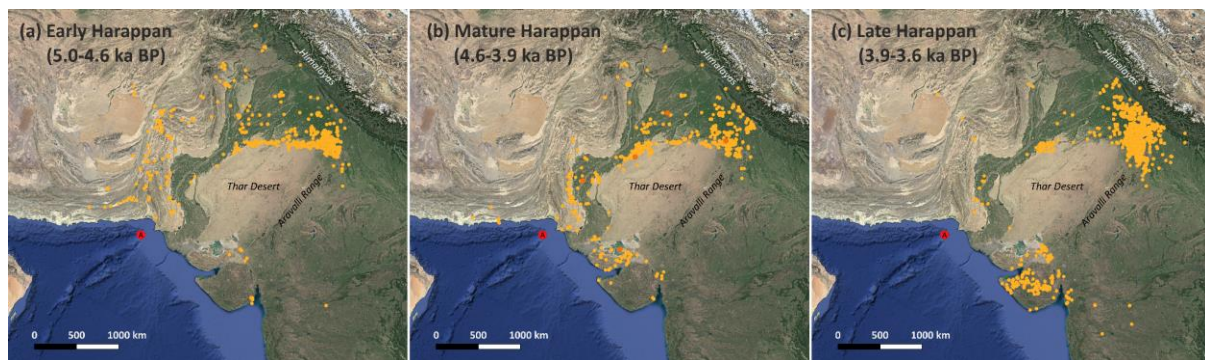 (a) Early Harappan
(5.0-4.6 ka BP)
Himalayas
Thar Desert
Aravalli Range
A
0 500 1000 km
(b) Mature Harappan
(4.6-3.9 ka BP)
Himalayas
Thar Desert
Aravalli Range
A
0 500 1000 km
(c) Late Harappan
(3.9-3.6 ka BP)
Himalayas
Thar Desert
Aravalli Range
A
0 500 1000 km